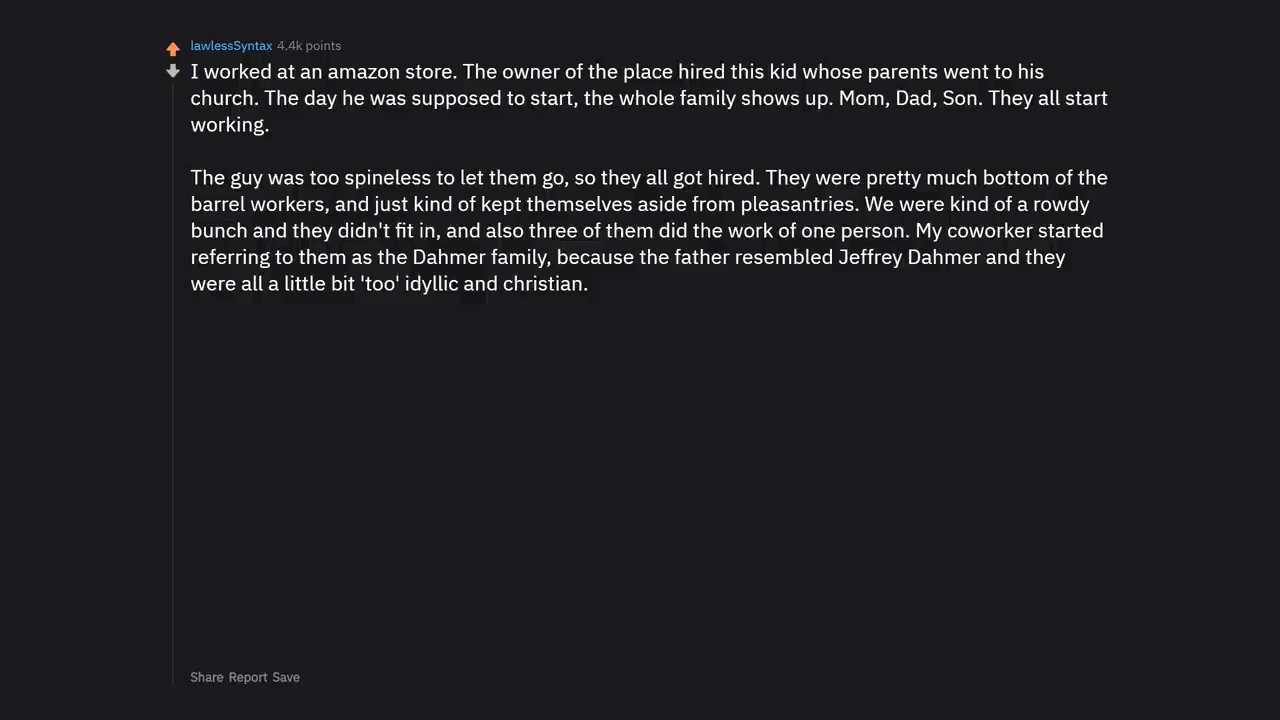 lawlessSyntax 4.4k points
I worked at an amazon store. The owner of the place hired this kid whose parents went to his
church. The day he was supposed to start, the whole family shows up. Mom, Dad, Son. They all start
working.
The guy was too spineless to let them go, so they all got hired. They were pretty much bottom of the
barrel workers, and just kind of kept themselves aside from pleasantries. We were kind of a rowdy
bunch and they didn't fit in, and also three of them did the work of one person. My coworker started
referring to them as the Dahmer family, because the father resembled Jeffrey Dahmer and they
were all a little bit 'too' idyllic and christian.
Share Report Save